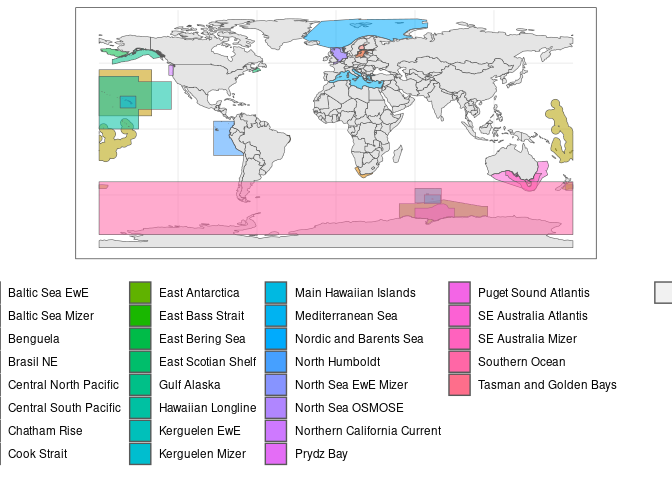 Baltic Sea EwE
Baltic Sea Mizer
Benguela
Brasil NE
Central North Pacific
Central South Pacific
Chatham Rise
Cook Strait
East Antarctica
East Bass Strait
East Bering Sea
East Scotian Shelf
Gulf Alaska
Hawaiian Longline
Kerguelen EwE
Kerguelen Mizer
Main Hawaiian Islands
Mediterranean Sea
Nordic and Barents Sea
North Humboldt
North Sea EwE Mizer
North Sea OSMOSE
Northern California Current
Prydz Bay
Puget Sound Atlantis
SE Australia Atlantis
SE Australia Mizer
Southern Ocean
Tasman and Golden Bays